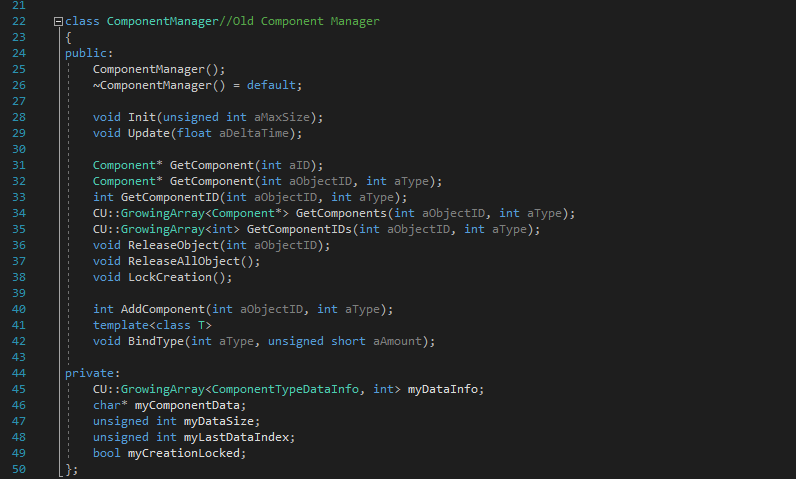 21
22 class ComponentManager//Old Component Manager
23 {
24 public:
25 ComponentManager();
26 ~ComponentManager() = default;
27
28 void Init(unsigned int aMaxSize);
29 void Update(float aDeltaTime);
30
31 Component* GetComponent(int aID);
32 Component* GetComponent(int aObjectID, int aType);
33 int GetComponentID(int aObjectID, int aType);
34 CU::GrowingArray<Component*> GetComponents(int aObjectID, int aType);
35 CU::GrowingArray<int> GetComponentIDs(int aObjectID, int aType);
36 void ReleaseObject(int aObjectID);
37 void ReleaseAllObject();
38 void LockCreation();
39
40 int AddComponent(int aObjectID, int aType);
41 template<class T>
42 void BindType(int aType, unsigned short aAmount);
43
44 private:
45 CU::GrowingArray<ComponentTypeDataInfo, int> myDataInfo;
46 char* myComponentData;
47 unsigned int myDataSize;
48 unsigned int myLastDataIndex;
49 bool myCreationLocked;
50 };